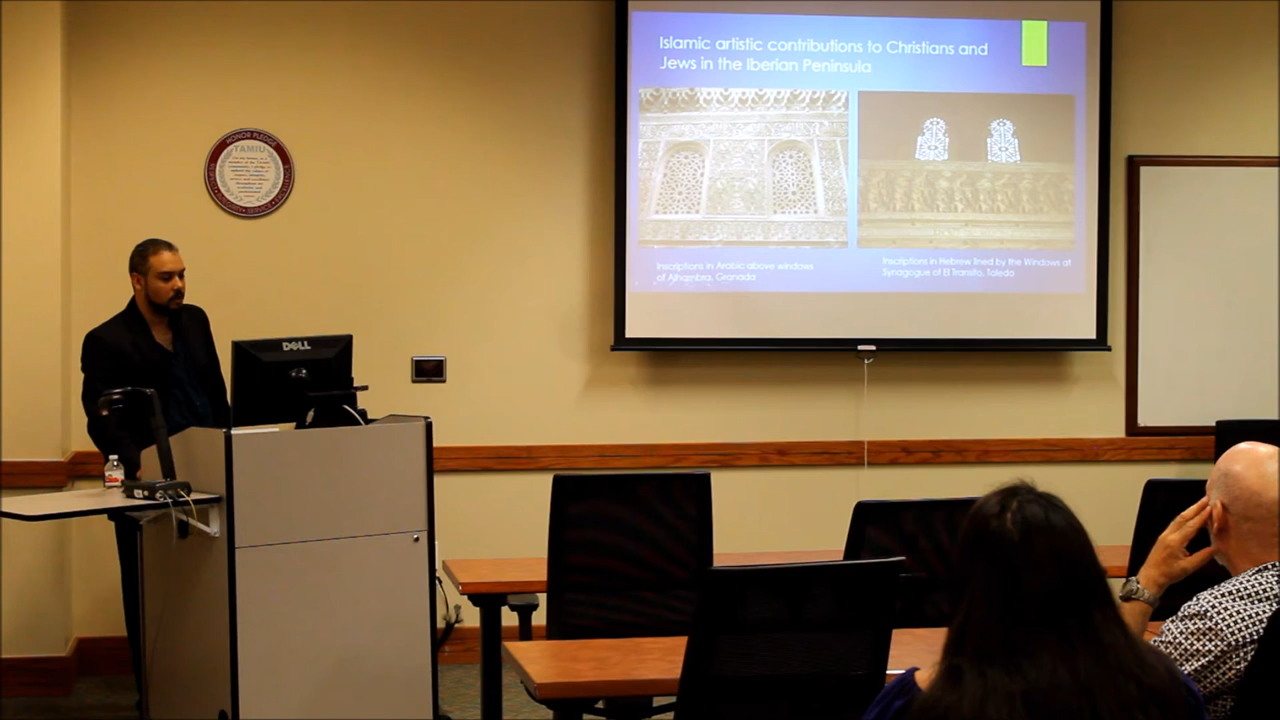 Islamic artistic contributions to Christians and
Jews in the Iberian Peninsula
Inscriptions in Arabic above windows
of Alhambra, Granada
Inscriptions in Hebrew lined by the Windows at
Synagogue of El Transito, Toledo
HONOR PLEDGE
TAMIU
DELL